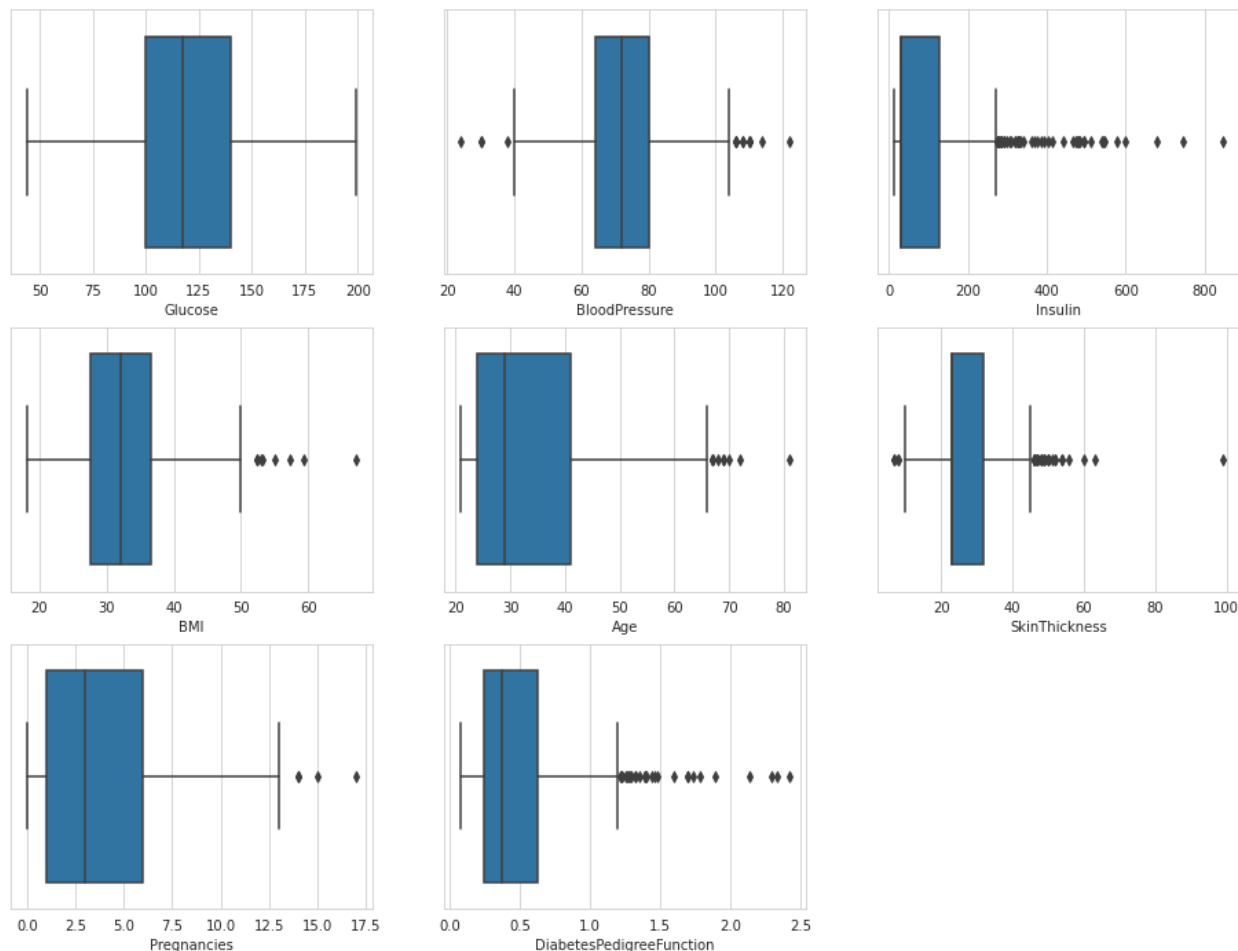 50 75 100 125 150 175 200
Glucose
20 40 60 80 100 120
BloodPressure
0 200 400 600 800
Insulin
20 30 40 50 60
BMI
20 30 40 50 60 70 80
Age
20 40 60 80 100
SkinThickness
0.0 2.5 5.0 7.5 10.0 12.5 15.0 17.5
Pregnancies
0.0 0.5 1.0 1.5 2.0 2.5
DiabetesPedigreeFunction